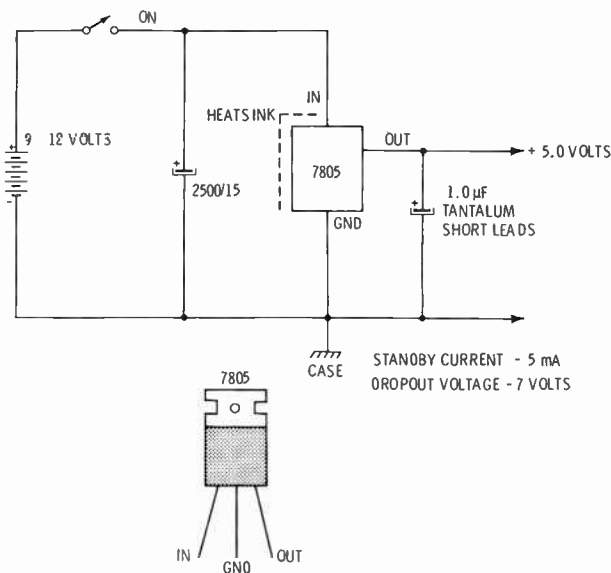 ON
IN
HEATSINK
9 12 VOLTS
OUT
+ 5.0 VOLTS
7805
2500/15
1.0 µF
TANTALUM
SHORT LEADS
GND
CASE
STANDBY CURRENT - 5 mA
DROPOUT VOLTAGE - 7 VOLTS
7805
IN
GND
OUT